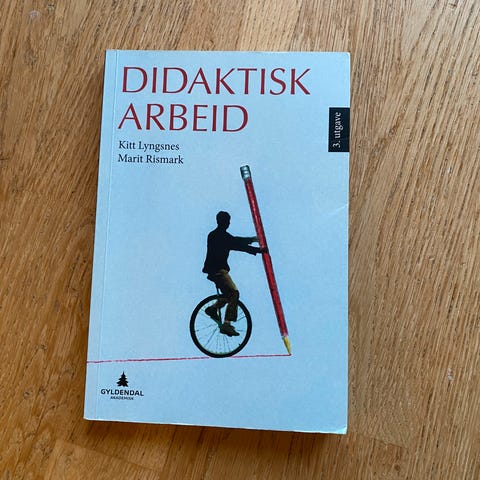 DIDAKTISK
ARBEID
Kitt Lyngsnes
Marit Rismark
3. utgave
GYLDENDAL
AKADEMISK